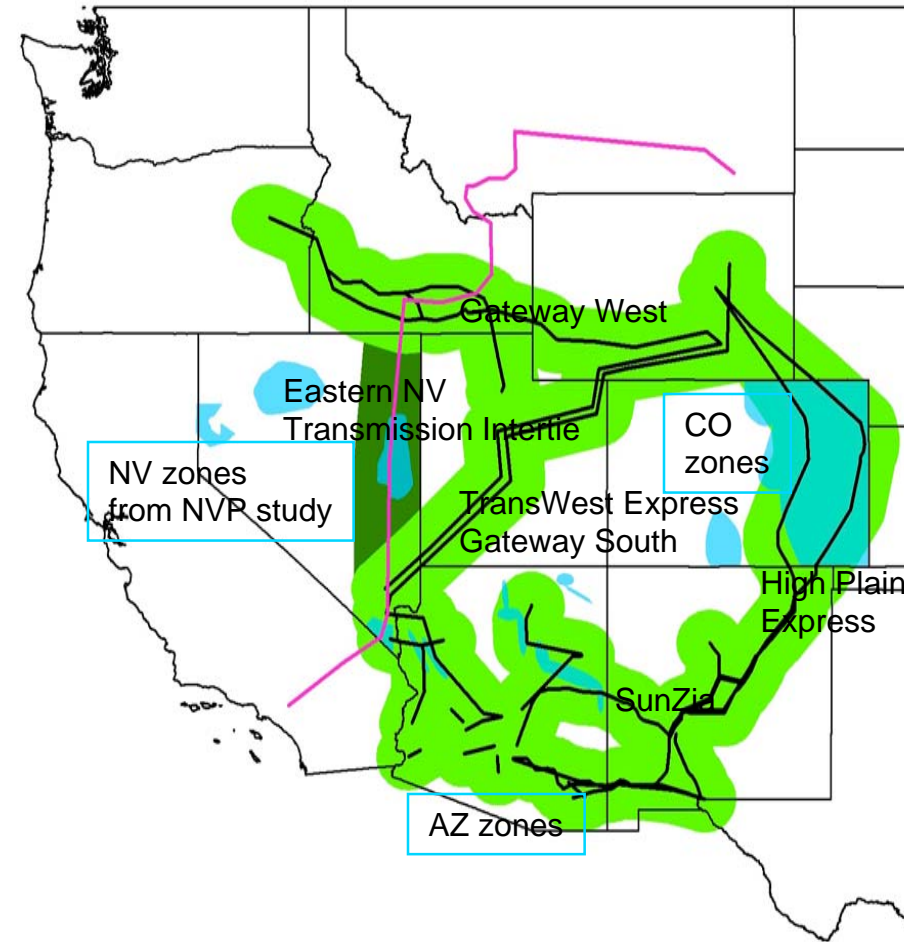 Gateway West
Eastern NV
Transmission Intertie
CO
zones
NV zones
from NVP study
TransWest Express
Gateway South
High Plain
Express
SunZia
AZ zones